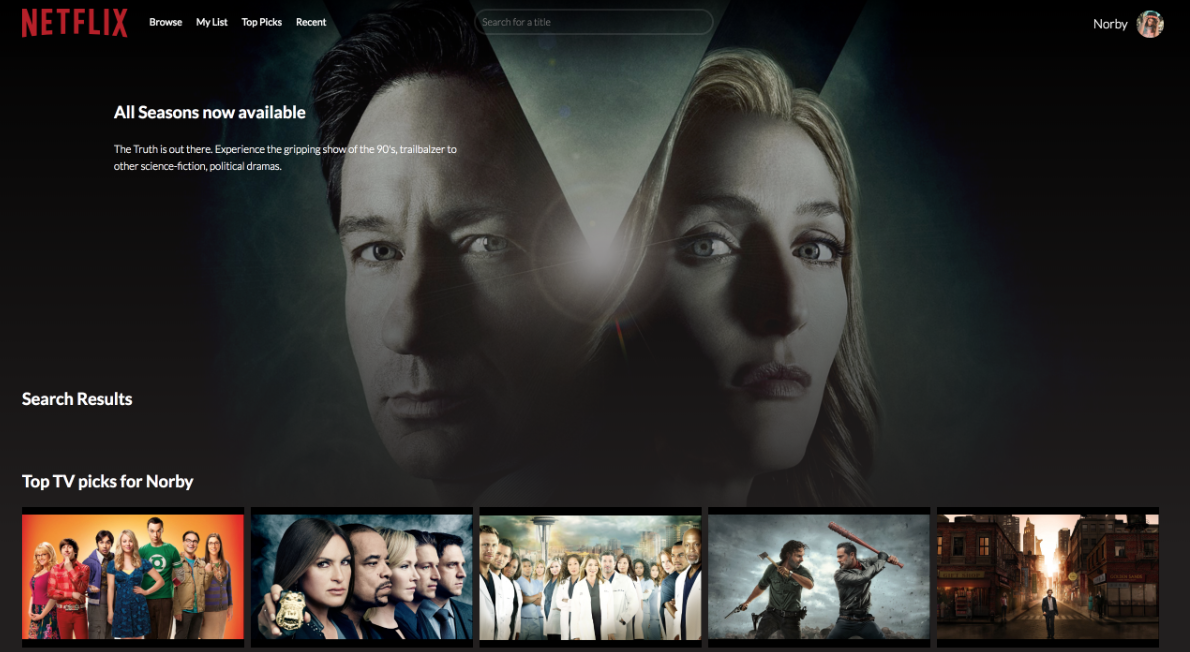 NETFLIX
Browse My List Top Picks Recent
Search for a title
Norby
All Seasons now available
The Truth is out there. Experience the gripping show of the 90's, trailbalzer to
other science-fiction, political dramas.
Search Results
Top TV picks for Norby